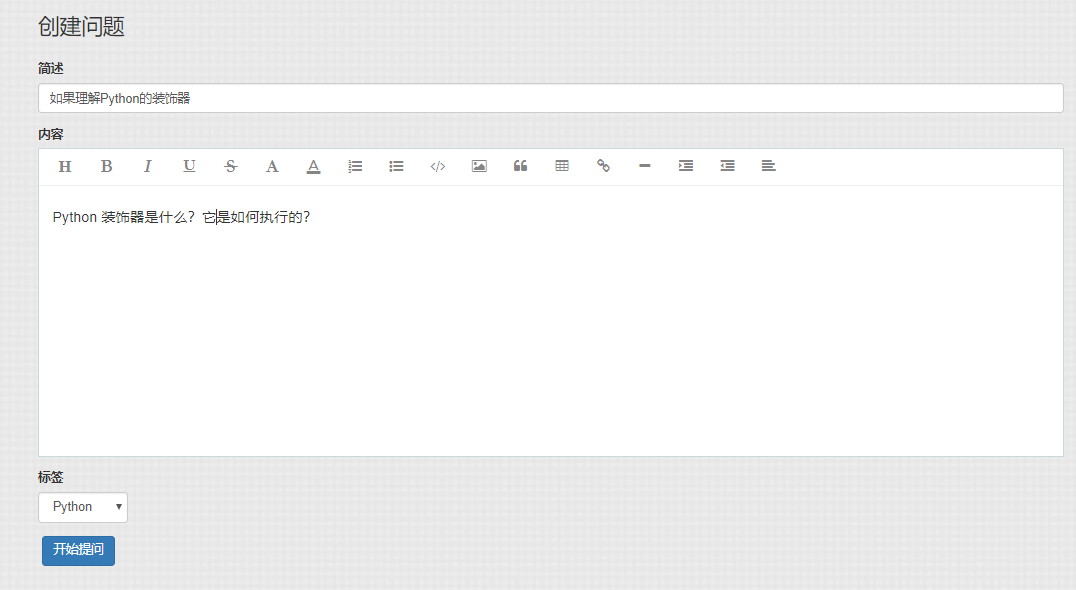 创建问题
简述
如果理解Python的装饰器
内容
H B I U S A A </>
Python 装饰器是什么？它是如何执行的？
标签
Python
开始提问